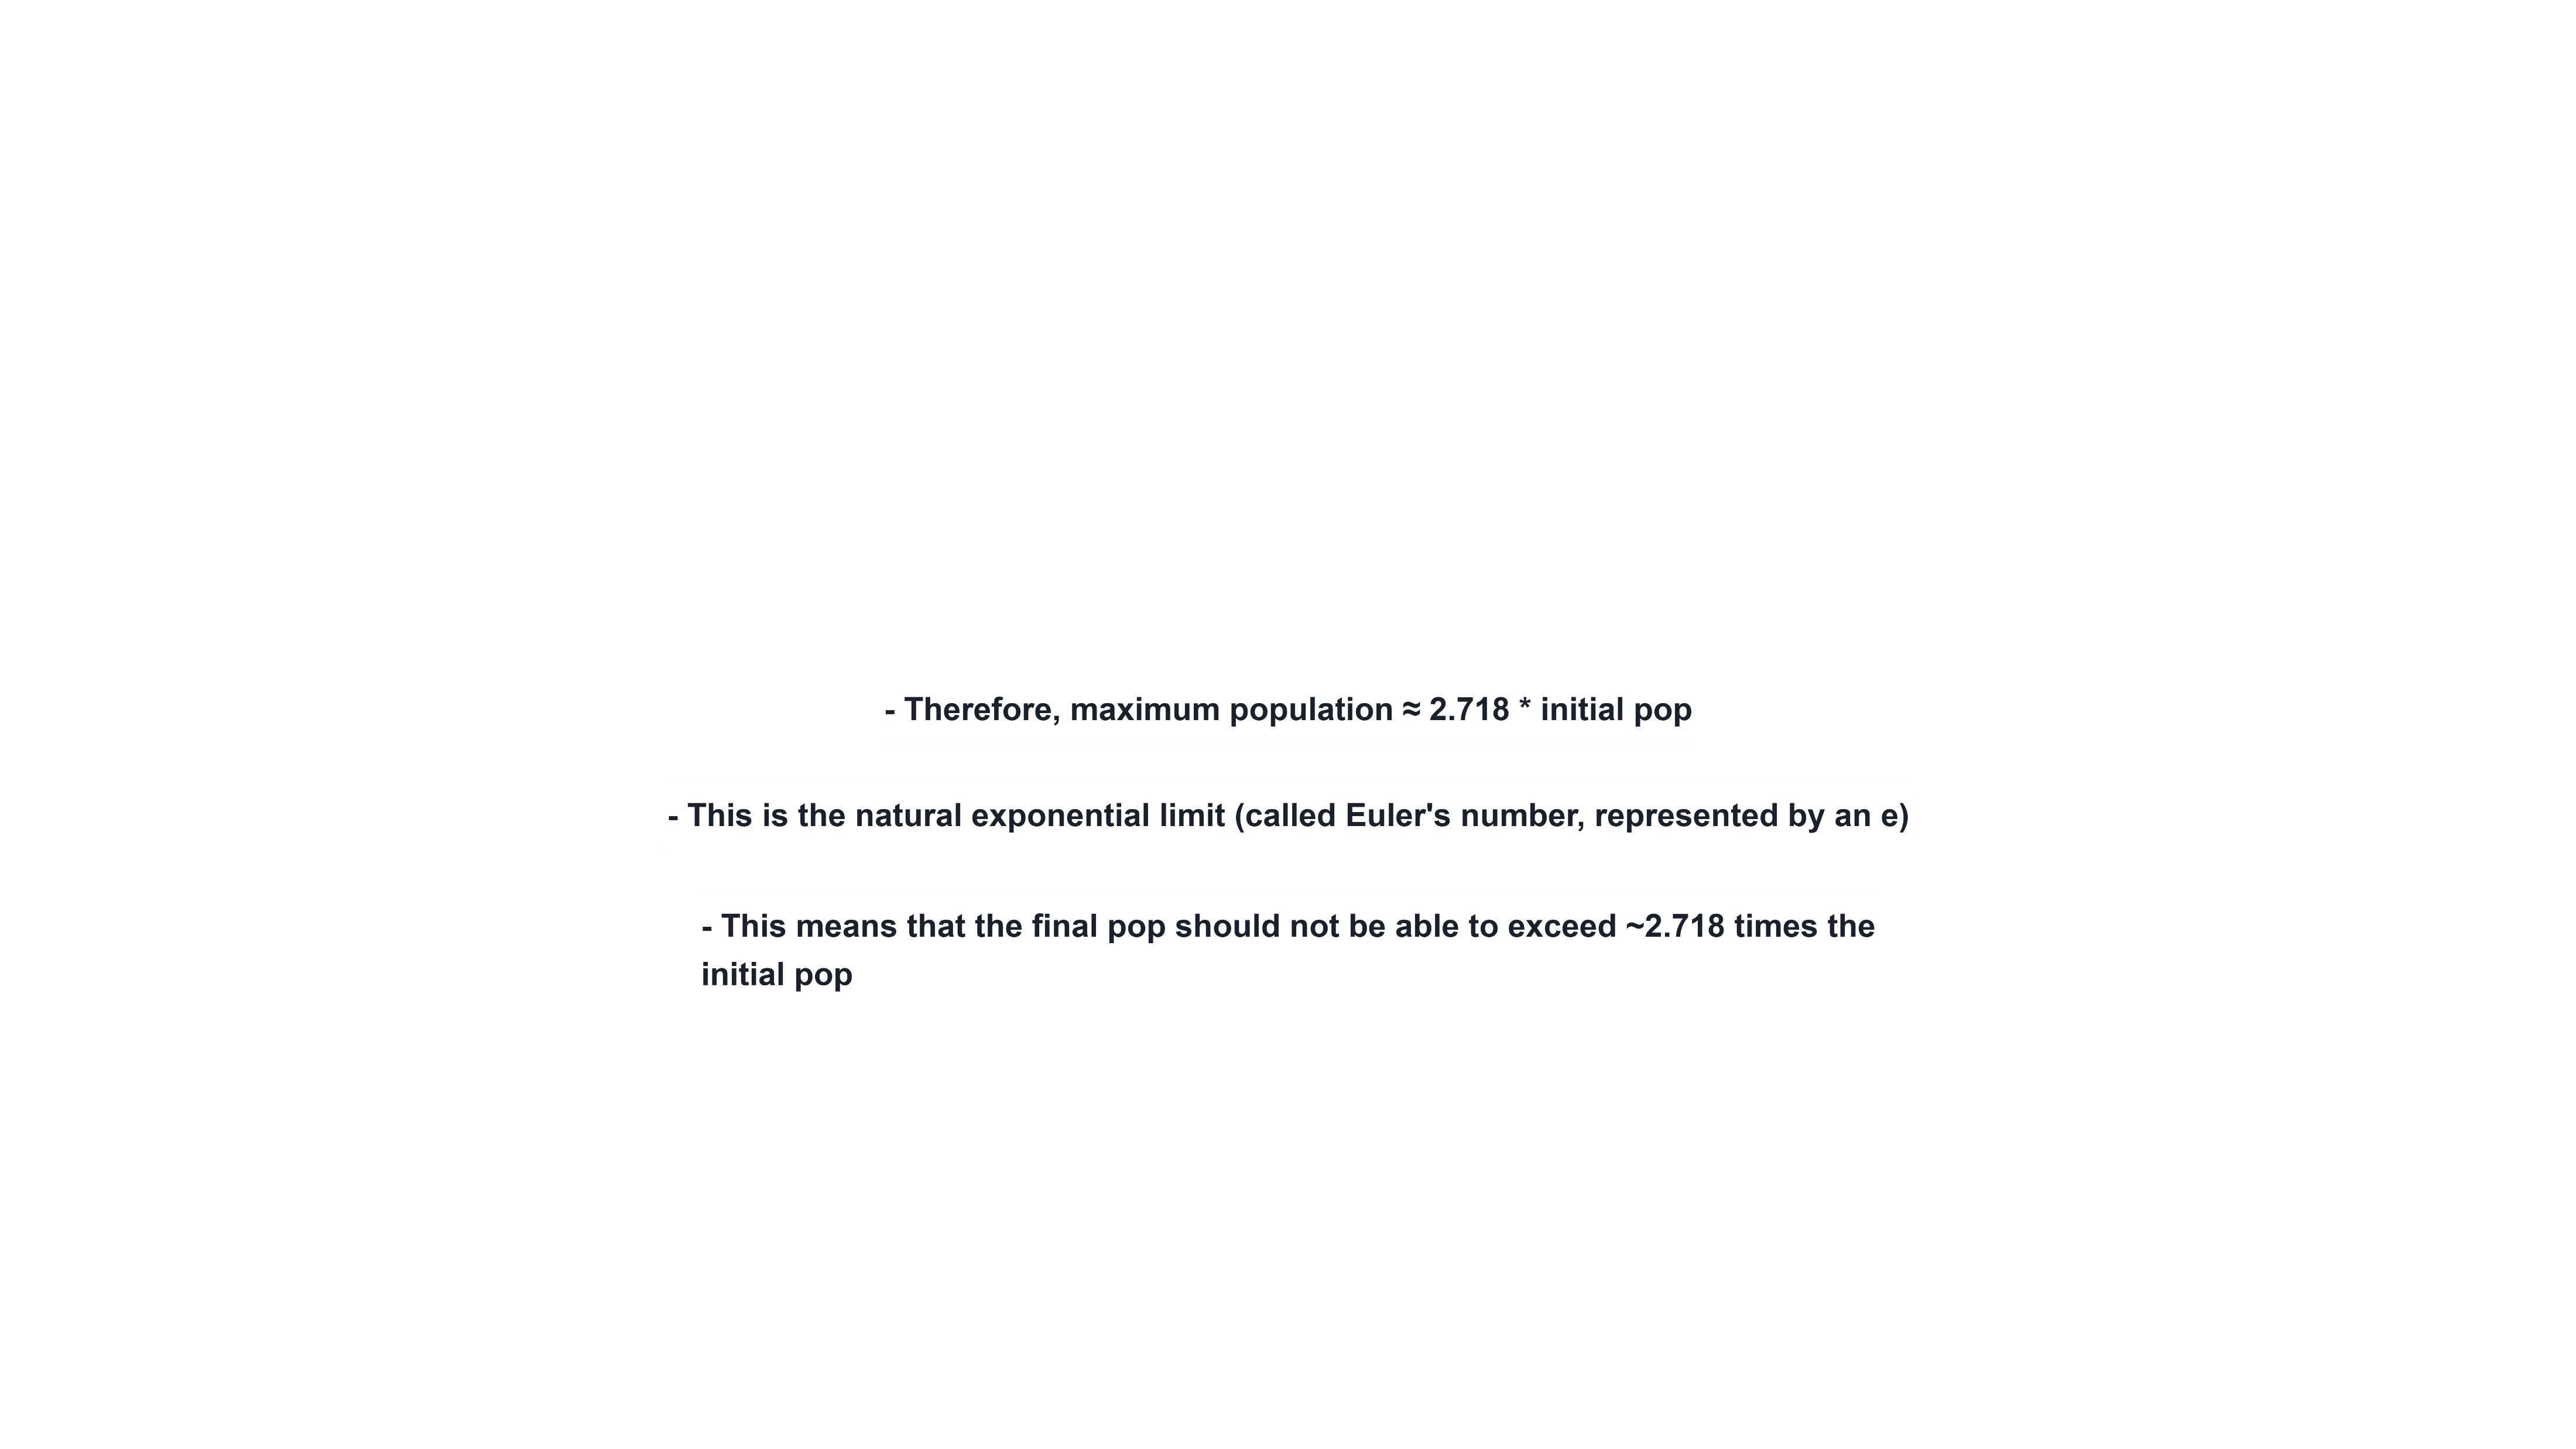 - Therefore, maximum population ≈ 2.718 * initial pop
- This is the natural exponential limit (called Euler's number, represented by an e)
- This means that the final pop should not be able to exceed ~2.718 times the
initial pop